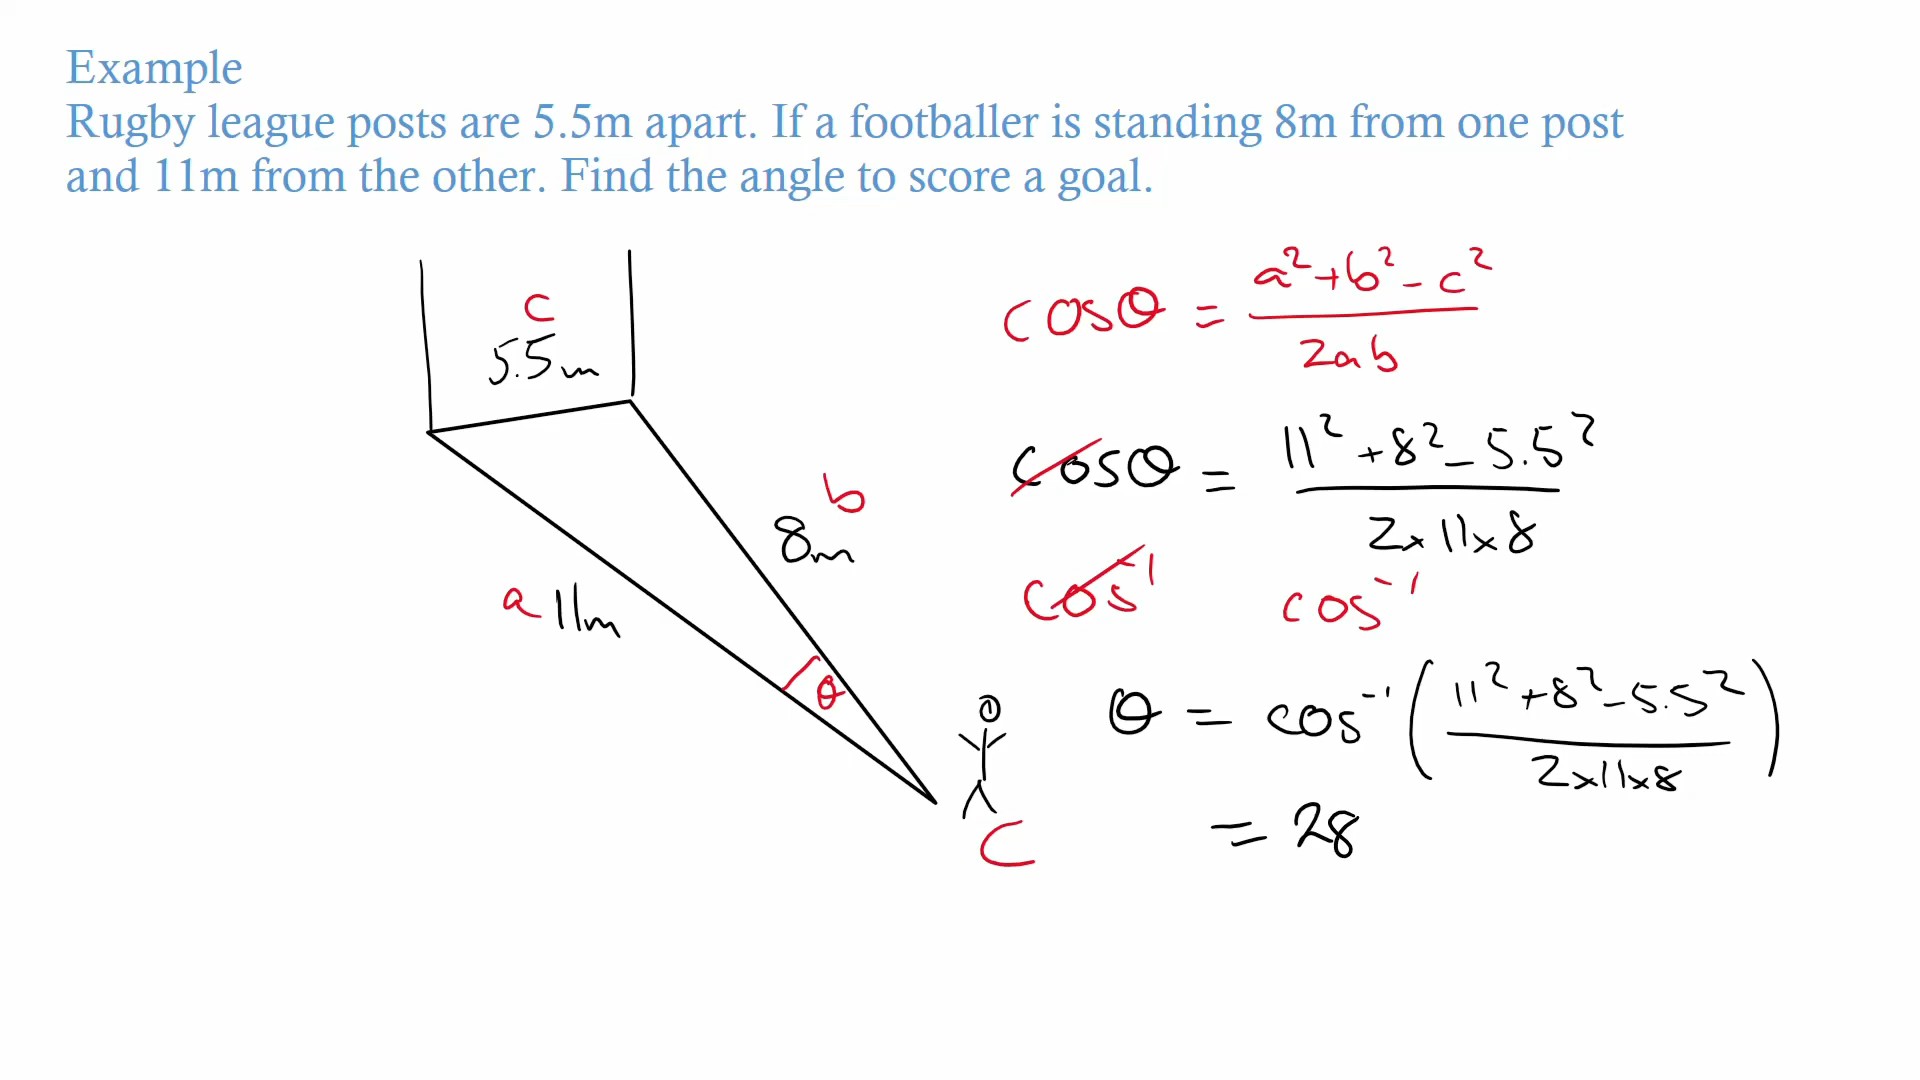 Example
Rugby league posts are 5.5m apart. If a footballer is standing 8m from one post
and 11m from the other. Find the angle to score a goal.
c
5.5m
b
8m
a 11m
θ
C
cosθ = (a² + b² - c²) / 2ab
cosθ = (11² + 8² - 5.5²) / 2×11×8
cos⁻¹ cos⁻¹
θ = cos⁻¹ ((11² + 8² - 5.5²) / 2×11×8)
= 28